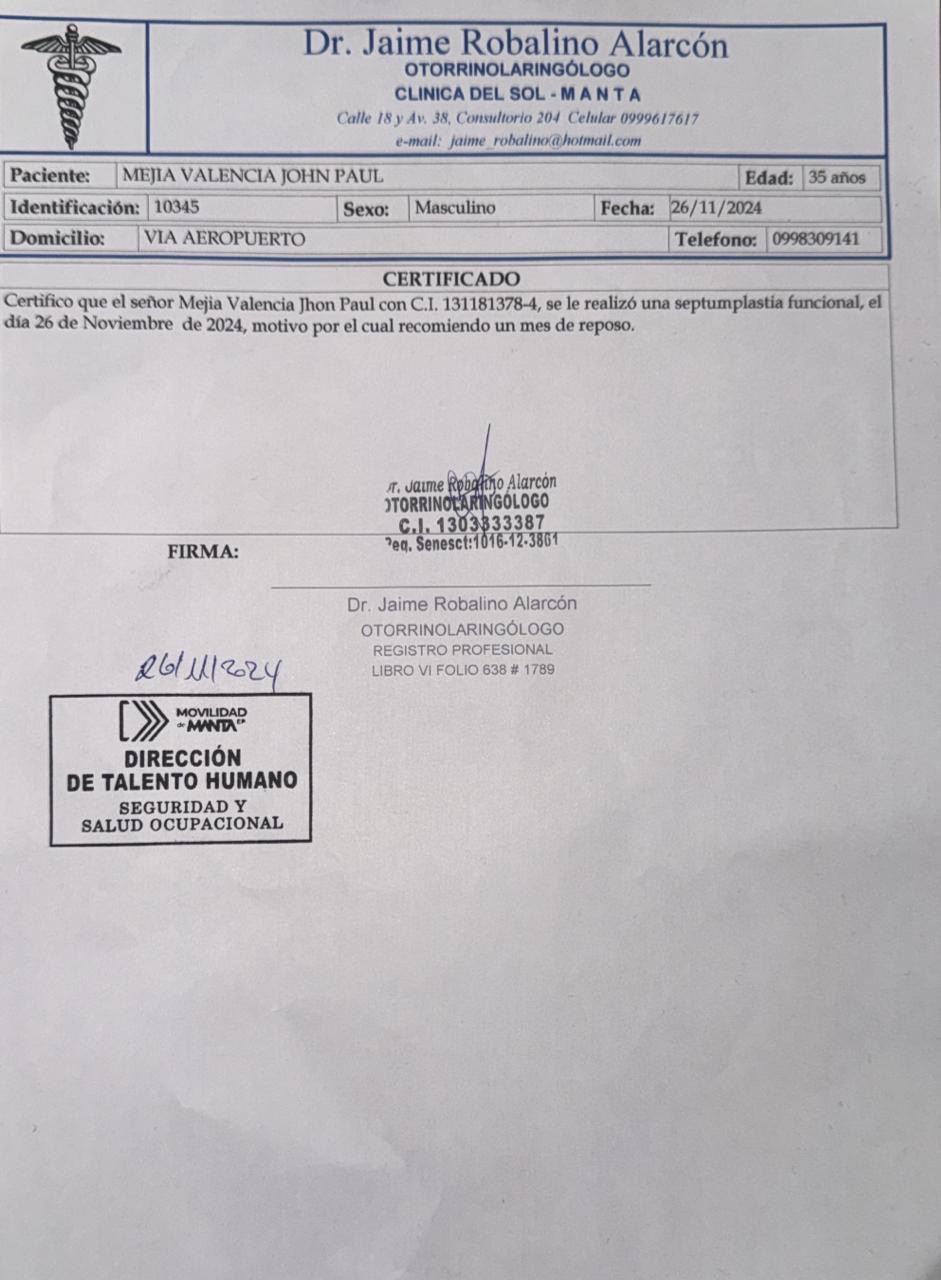 Dr. Jaime Robalino Alarcón
OTORRINOLARINGÓLOGO
CLINICA DEL SOL - M A N T A
Calle 18 y Av. 38, Consultorio 204 Celular 0999617617
e-mail: jaime_robalino@hotmail.com
Paciente: MEJIA VALENCIA JOHN PAUL Edad: 35 años
Identificación: 10345 Sexo: Masculino Fecha: 26/11/2024
Domicilio: VIA AEROPUERTO Telefono: 0998309141
CERTIFICADO
Certifico que el señor Mejia Valencia Jhon Paul con C.I. 131181378-4, se le realizó una septumplastia funcional, el
día 26 de Noviembre de 2024, motivo por el cual recomiendo un mes de reposo.
r. Jaime Robalino Alarcón
OTORRINOLARINGÓLOGO
C.I. 1303333387
Req. Senesct:1016-12-3861
FIRMA:
Dr. Jaime Robalino Alarcón
OTORRINOLARINGÓLOGO
REGISTRO PROFESIONAL
LIBRO VI FOLIO 638 # 1789
26/11/2024
MOVILIDAD
de MANTA EP
DIRECCIÓN
DE TALENTO HUMANO
SEGURIDAD Y
SALUD OCUPACIONAL